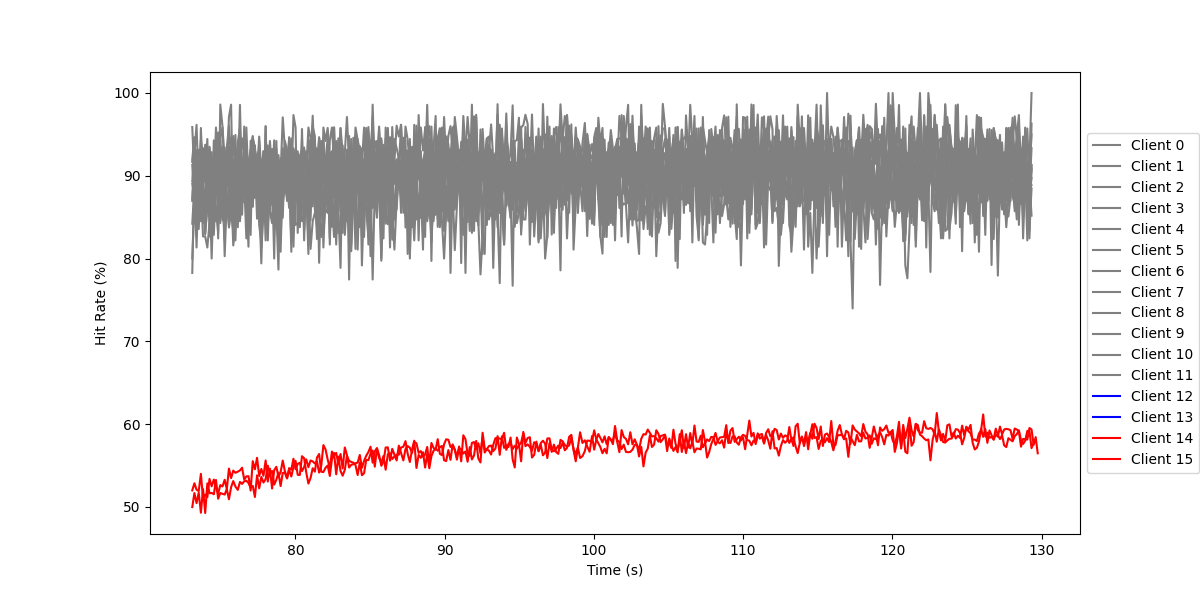 100
90
80
70
60
50
Hit Rate (%)
80
90
100
110
120
130
Time (s)
Client 0
Client 1
Client 2
Client 3
Client 4
Client 5
Client 6
Client 7
Client 8
Client 9
Client 10
Client 11
Client 12
Client 13
Client 14
Client 15